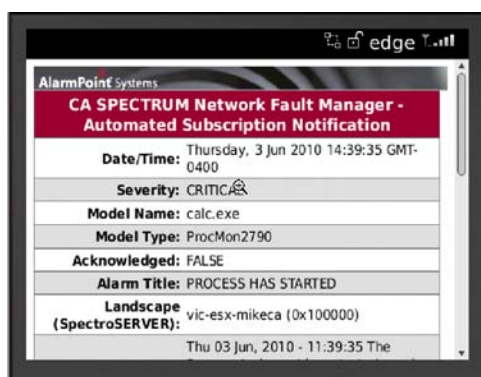 edge
AlarmPoint Systems
CA SPECTRUM Network Fault Manager -
Automated Subscription Notification
Date/Time: Thursday, 3 Jun 2010 14:39:35 GMT-
0400
Severity: CRITICAL
Model Name: calc.exe
Model Type: ProcMon2790
Acknowledged: FALSE
Alarm Title: PROCESS HAS STARTED
Landscape
(SpectroSERVER): vic-esx-mikeca (0x100000)
Thu 03 Jun, 2010 - 11:39:35 The